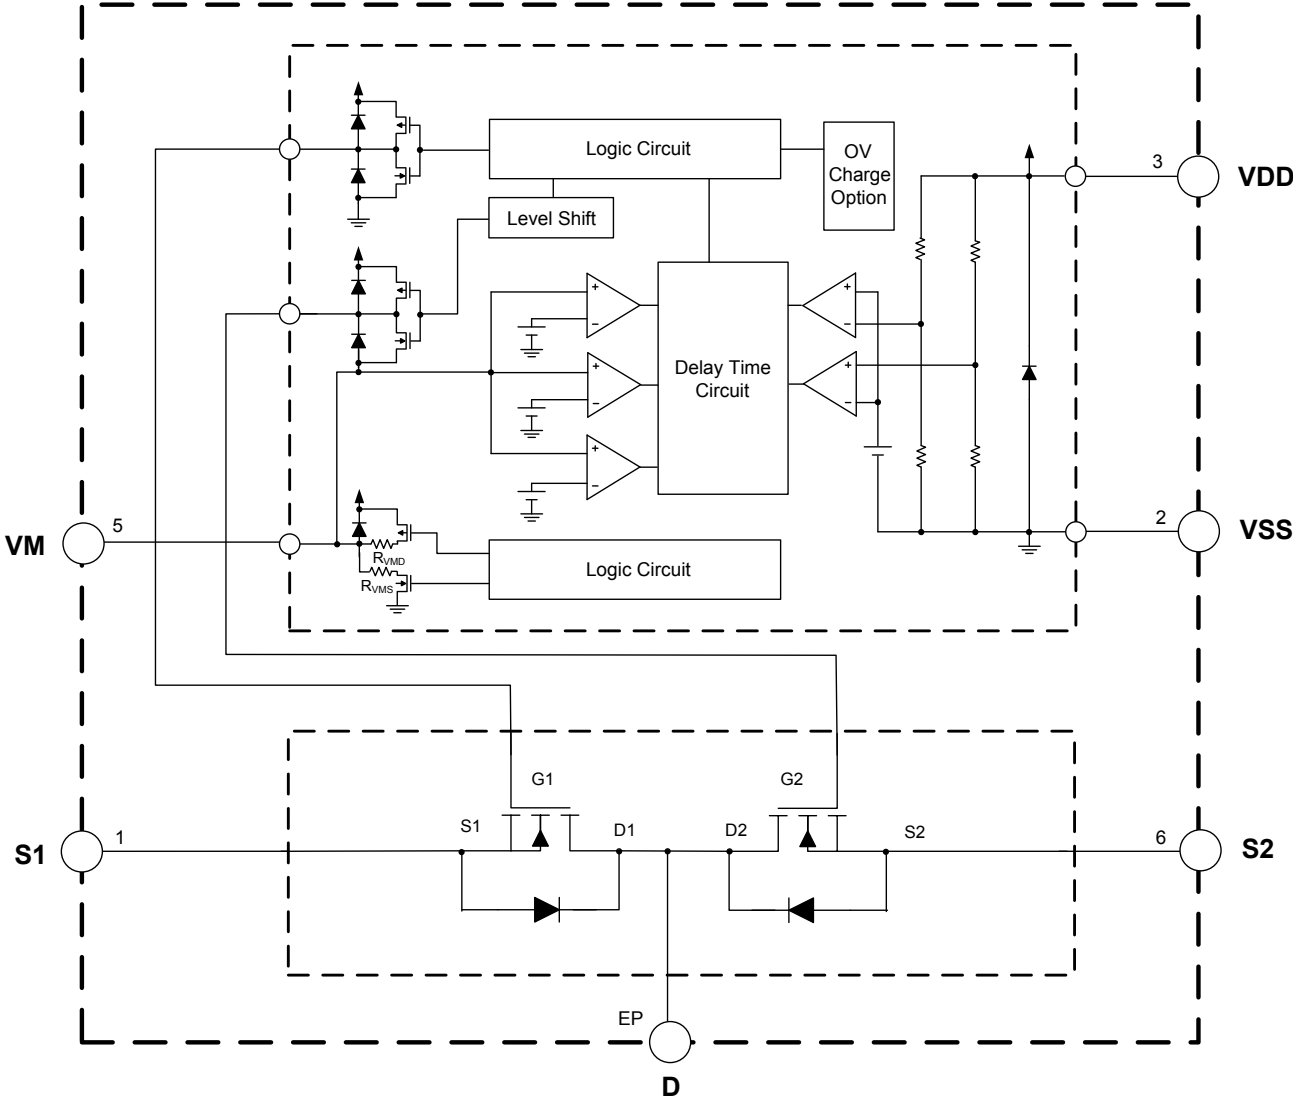 Logic Circuit
OV
Charge
Option
3
VDD
Level Shift
+
−
+
−
Delay Time
Circuit
+
−
+
−
+
−
5
VM
2
VSS
RVMD
RVMS
Logic Circuit
G1
G2
S1
D1
D2
S2
1
S1
6
S2
EP
D